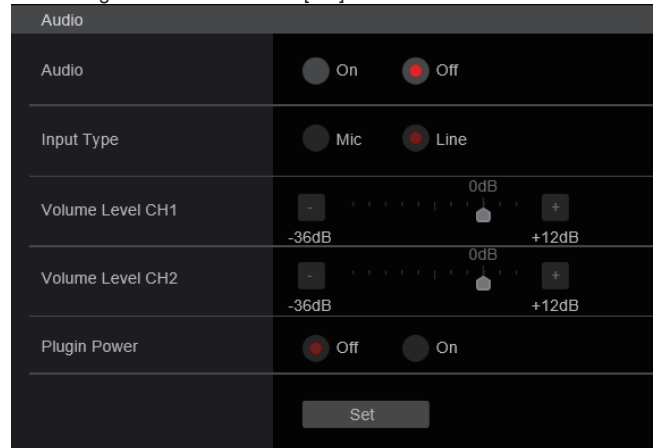 Audio
Audio On Off
Input Type Mic Line
0dB
Volume Level CH1 - +
-36dB +12dB
0dB
Volume Level CH2 - +
-36dB +12dB
Plugin Power Off On
Set